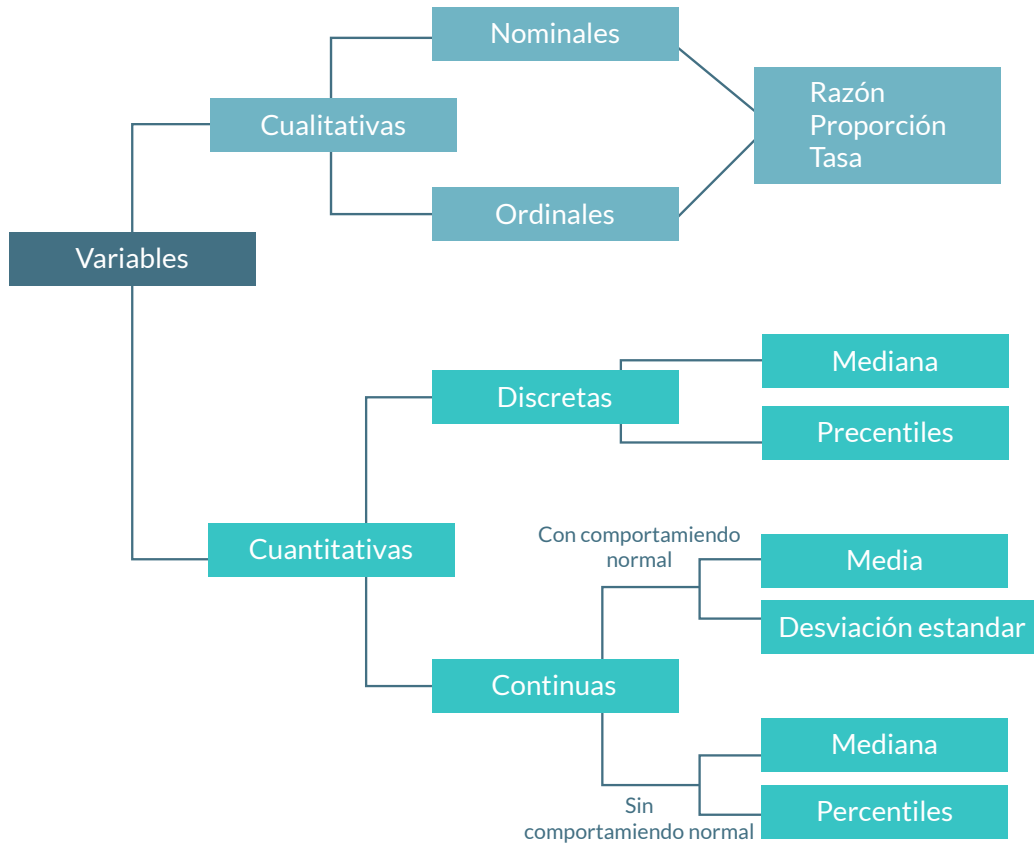 Nominales
Razón
Proporción
Tasa
Cualitativas
Ordinales
Variables
Mediana
Discretas
Precentiles
Con comportamiendo
normal
Cuantitativas
Media
Desviación estandar
Continuas
Mediana
Sin
comportamiendo normal
Percentiles